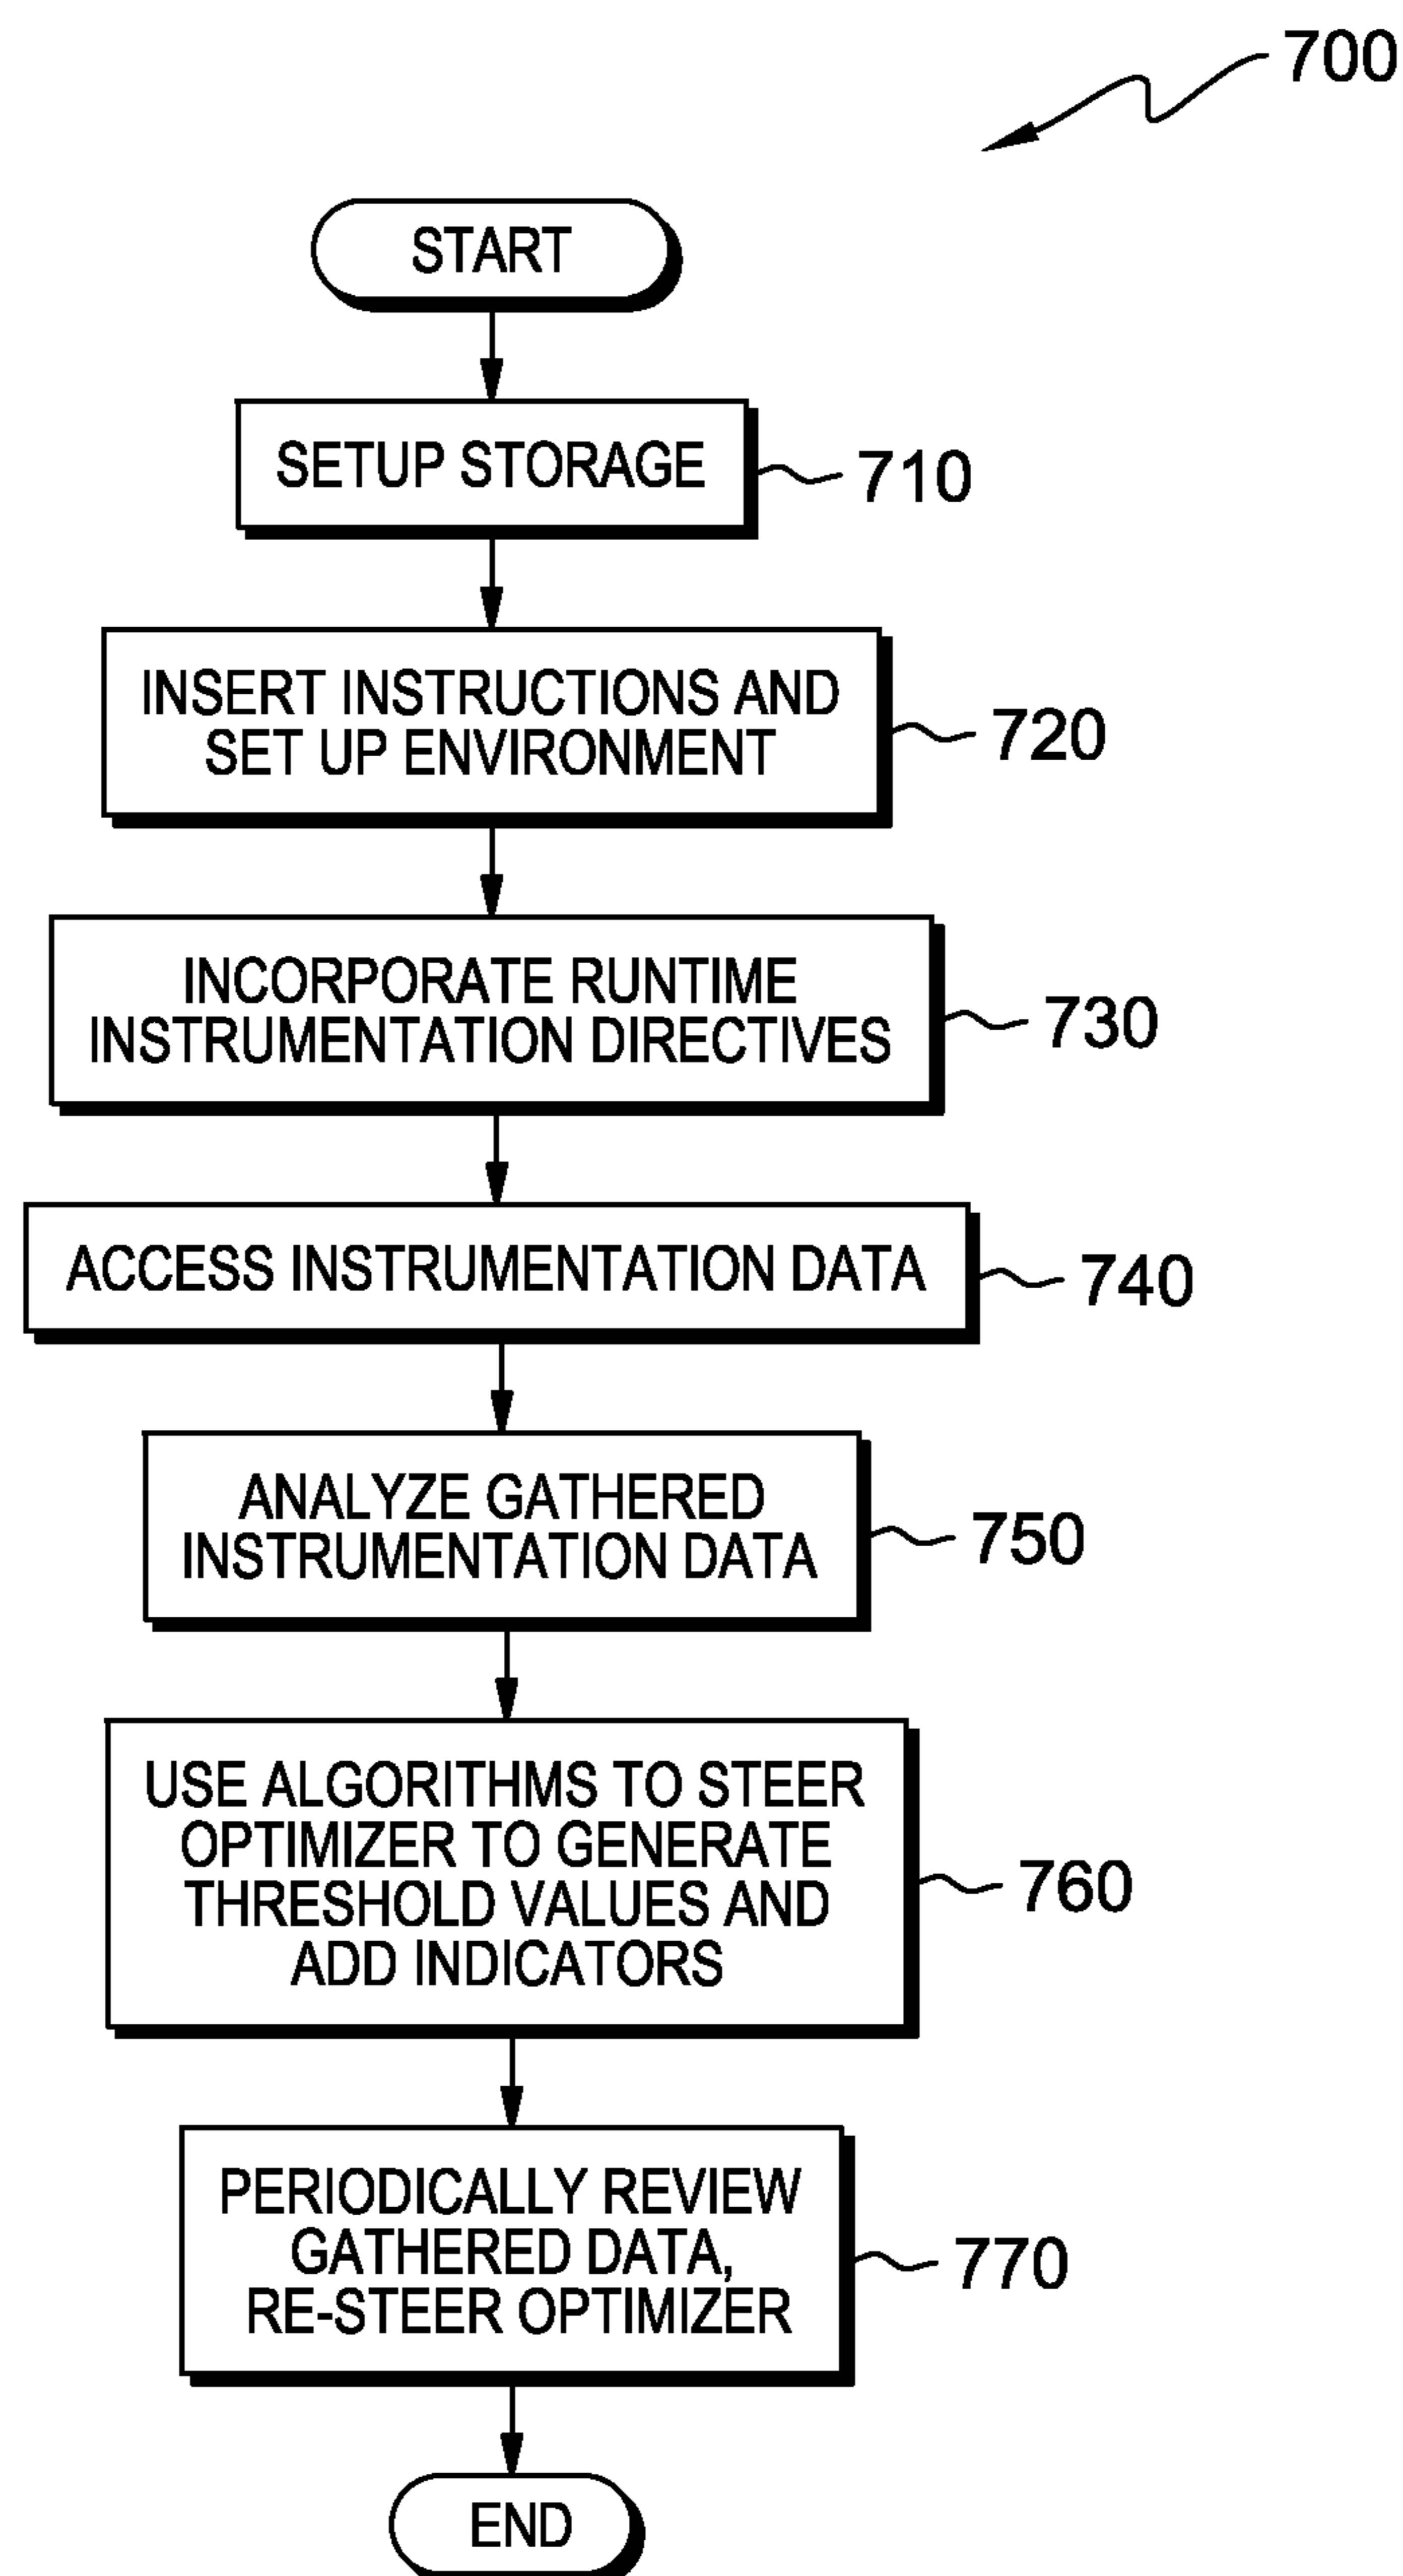 700
START
SETUP STORAGE
710
INSERT INSTRUCTIONS AND
SET UP ENVIRONMENT
720
INCORPORATE RUNTIME
INSTRUMENTATION DIRECTIVES
730
ACCESS INSTRUMENTATION DATA
740
ANALYZE GATHERED
INSTRUMENTATION DATA
750
USE ALGORITHMS TO STEER
OPTIMIZER TO GENERATE
THRESHOLD VALUES AND
ADD INDICATORS
760
PERIODICALLY REVIEW
GATHERED DATA,
RE-STEER OPTIMIZER
770
END